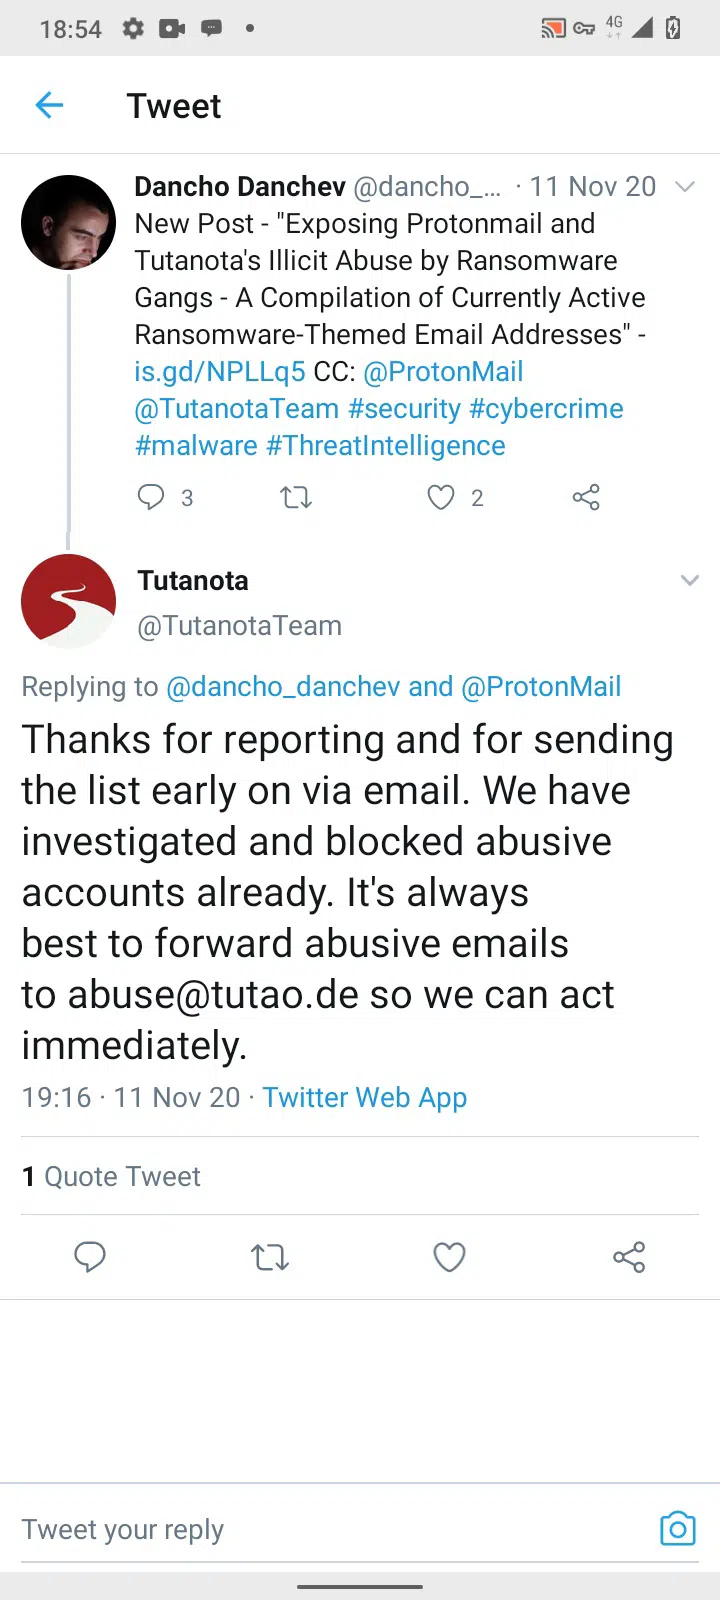 18:54
4G
Tweet
Dancho Danchev @dancho_... · 11 Nov 20
New Post - "Exposing Protonmail and
Tutanota's Illicit Abuse by Ransomware
Gangs - A Compilation of Currently Active
Ransomware-Themed Email Addresses" -
is.gd/NPLLq5 CC: @ProtonMail
@TutanotaTeam #security #cybercrime
#malware #ThreatIntelligence
3 2
Tutanota
@TutanotaTeam
Replying to @dancho_danchev and @ProtonMail
Thanks for reporting and for sending
the list early on via email. We have
investigated and blocked abusive
accounts already. It's always
best to forward abusive emails
to abuse@tutao.de so we can act
immediately.
19:16 · 11 Nov 20 · Twitter Web App
1 Quote Tweet
Tweet your reply